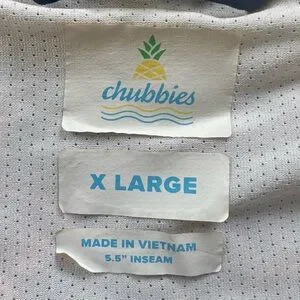 chubbies
X LARGE
MADE IN VIETNAM
5.5" INSEAM